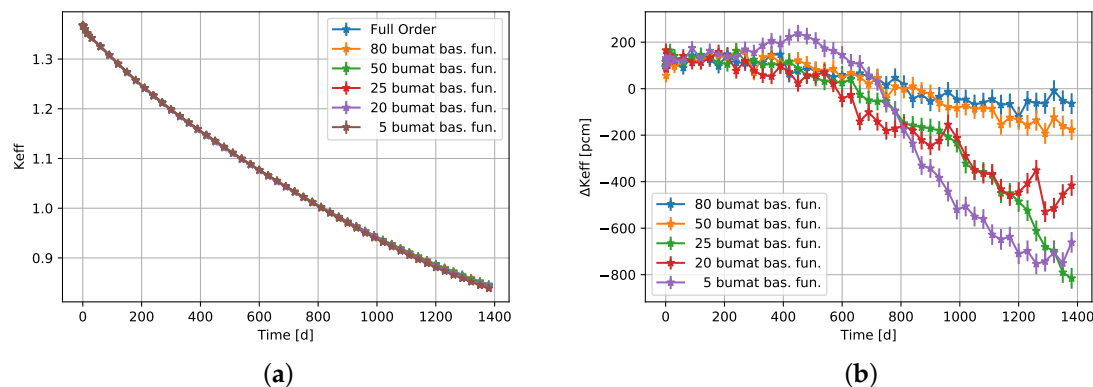 Full Order
80 bumat bas. fun.
50 bumat bas. fun.
25 bumat bas. fun.
20 bumat bas. fun.
5 bumat bas. fun.
Keff
1.3
1.2
1.1
1.0
0.9
0 200 400 600 800 1000 1200 1400
Time [d]
(a)
ΔKeff [pcm]
200
0
−200
−400
−600
−800
80 bumat bas. fun.
50 bumat bas. fun.
25 bumat bas. fun.
20 bumat bas. fun.
5 bumat bas. fun.
0 200 400 600 800 1000 1200 1400
Time [d]
(b)